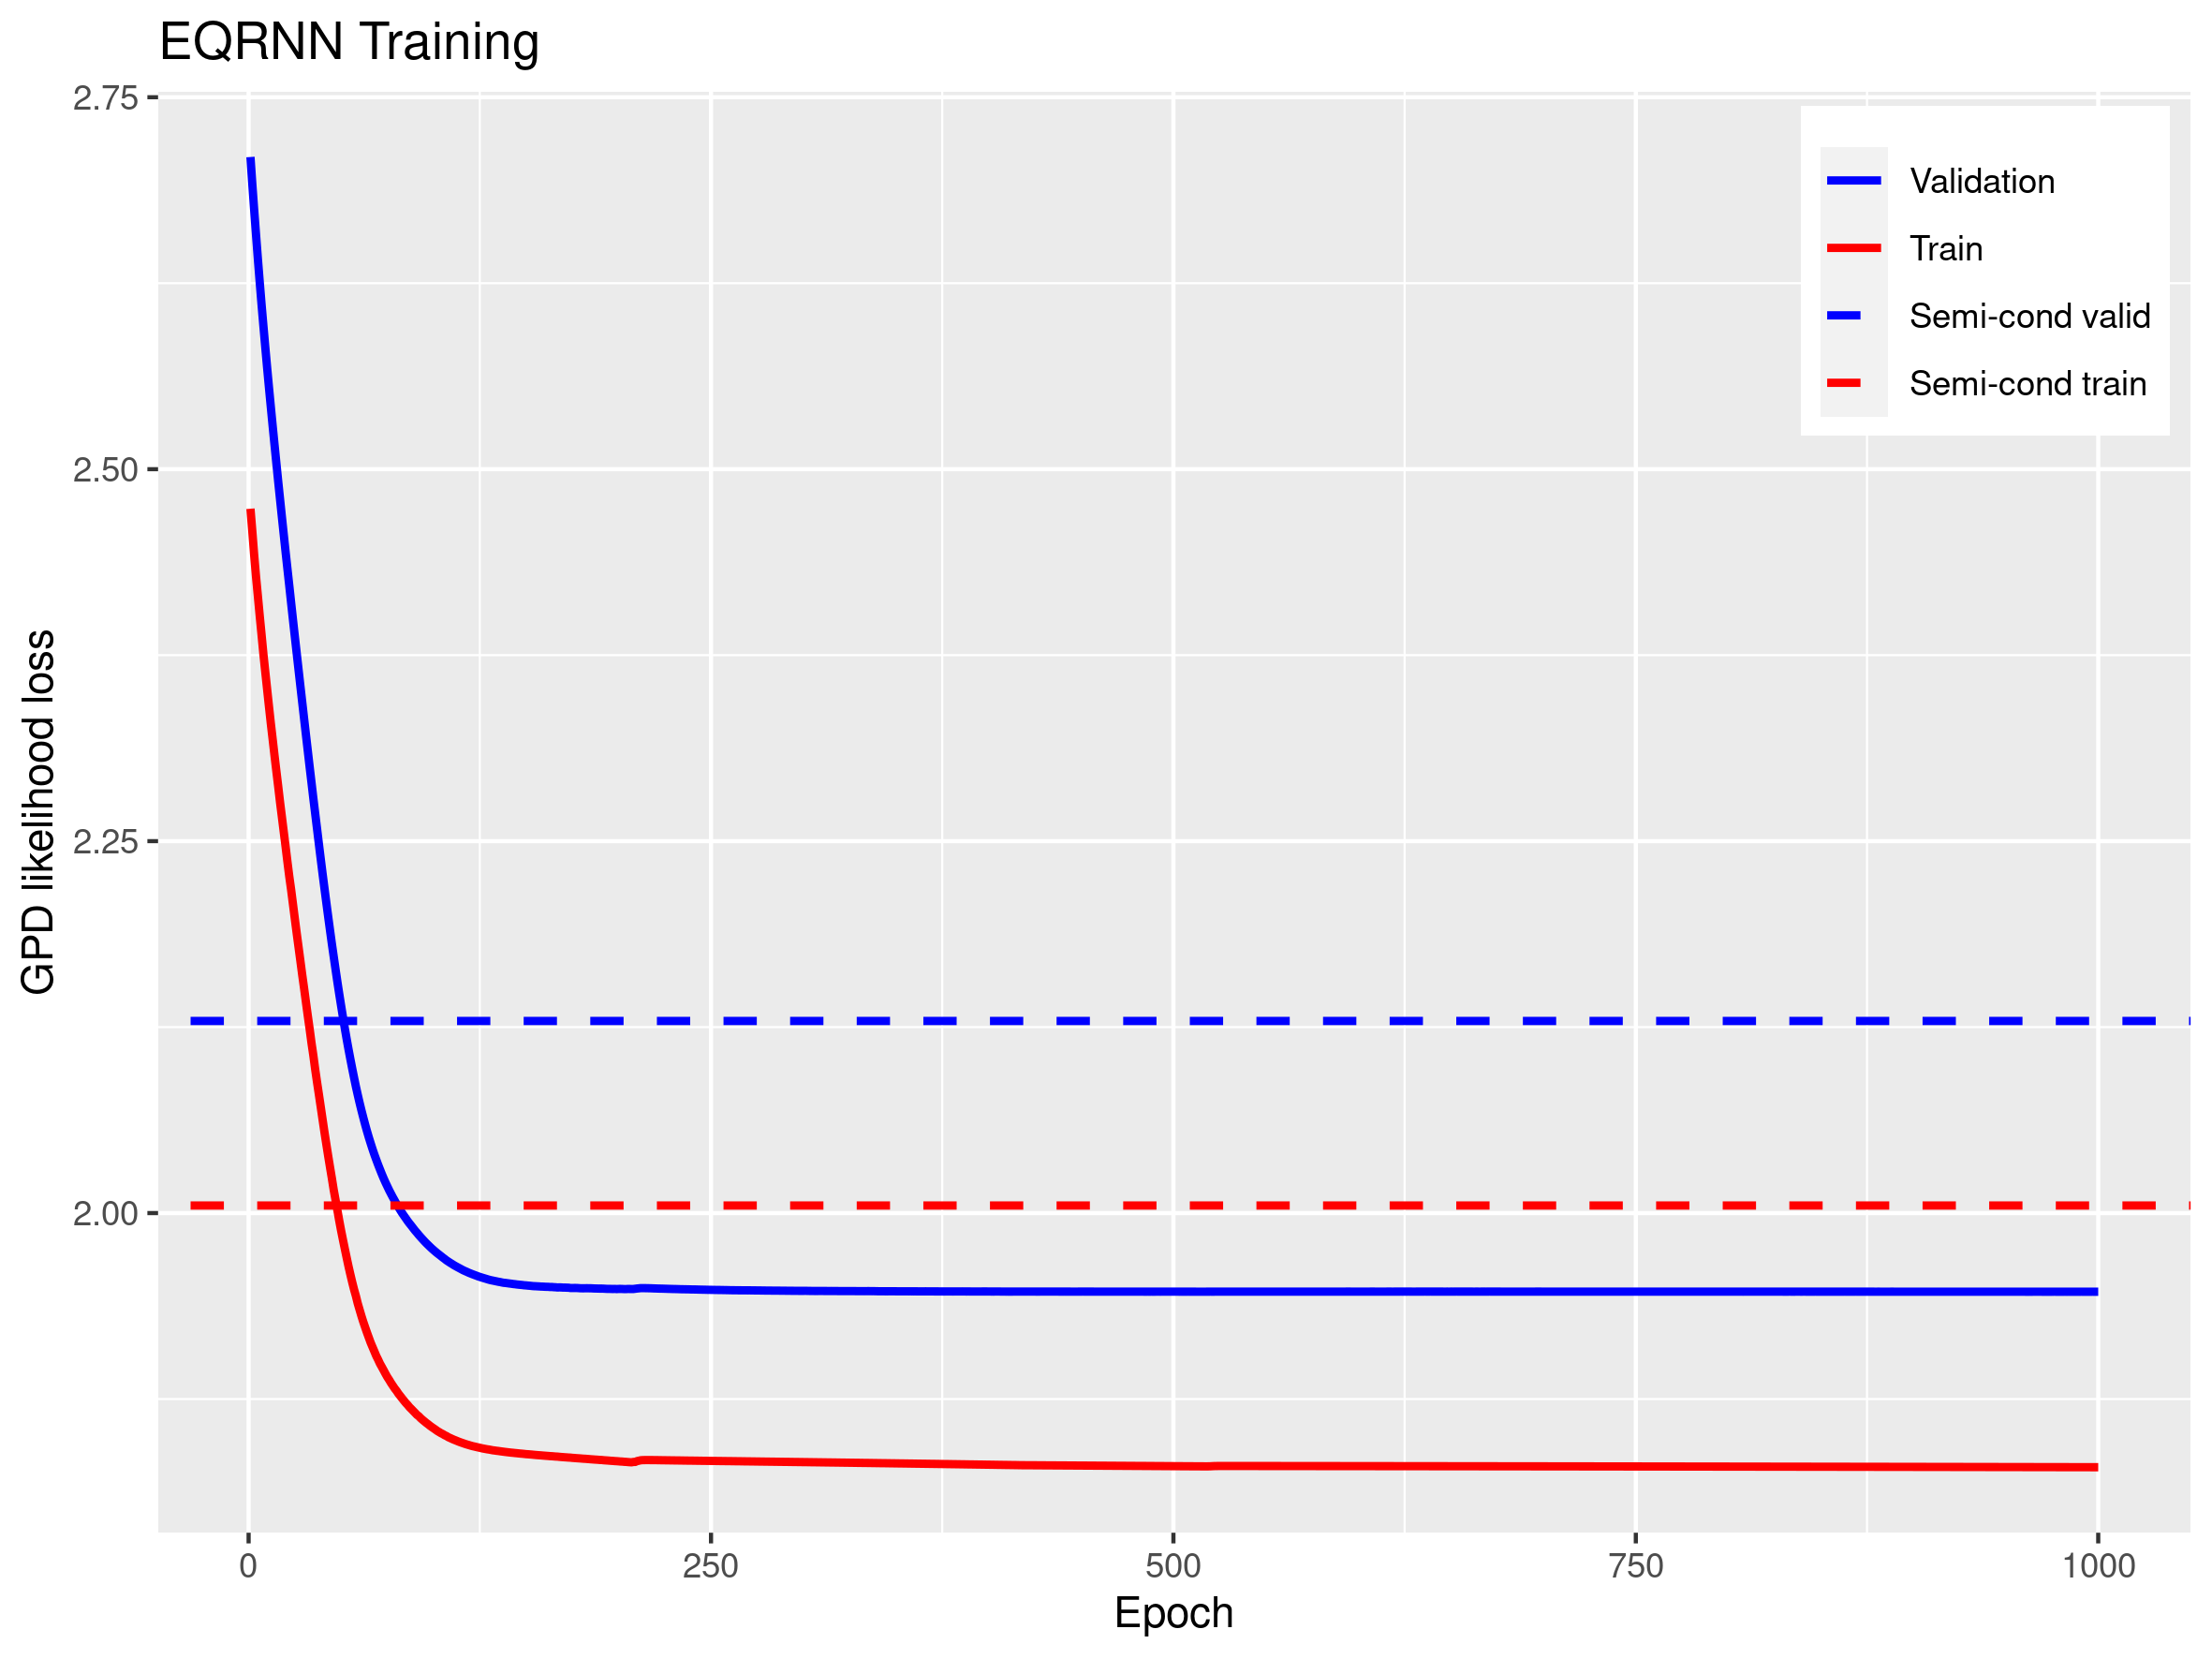 EQRNN Training
2.75
2.50
2.25
2.00
GPD likelihood loss
Validation
Train
Semi-cond valid
Semi-cond train
0 250 500 750 1000
Epoch